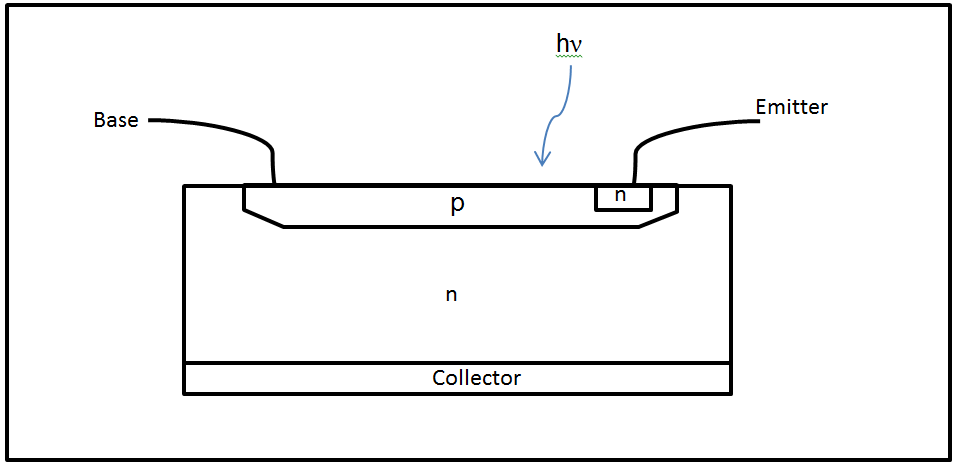 hν
Base
Emitter
n
p
n
Collector